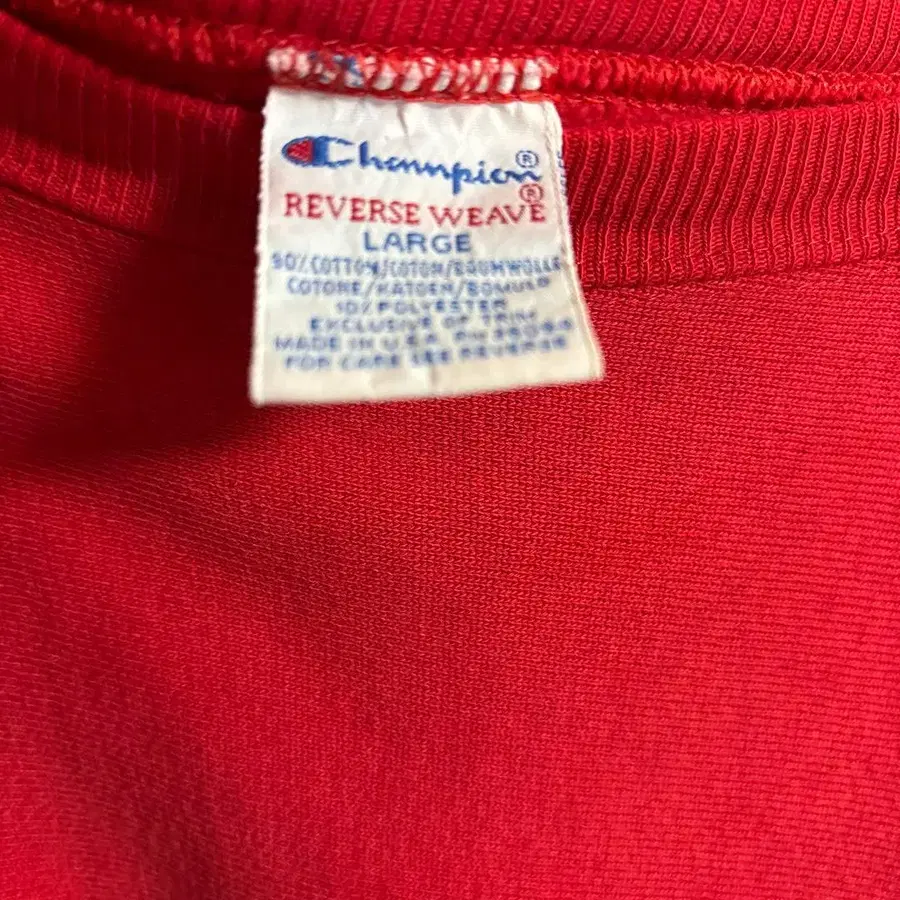 Champion®
REVERSE WEAVE®
LARGE
90% COTTON/COTON/BAUMWOLLE
COTONE/KATOEN/BOMULD
10% POLYESTER
EXCLUSIVE OF TRIM
MADE IN U.S.A. RN
FOR CARE SEE REVERSE